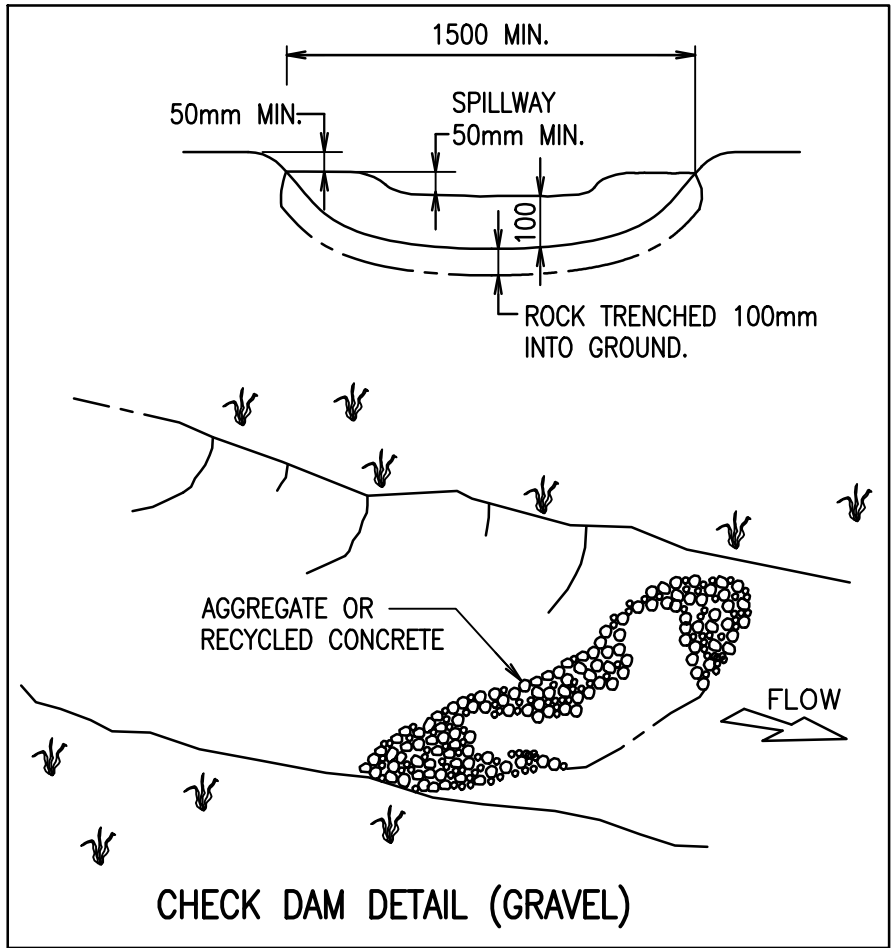 1500 MIN.
50mm MIN.
SPILLWAY
50mm MIN.
100
ROCK TRENCHED 100mm
INTO GROUND.
AGGREGATE OR
RECYCLED CONCRETE
FLOW
CHECK DAM DETAIL (GRAVEL)